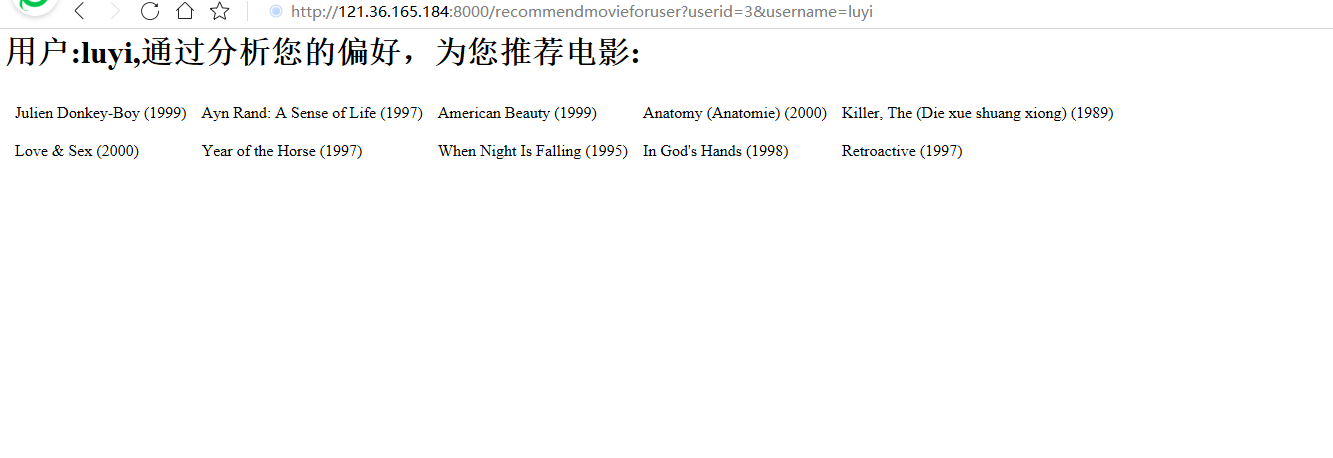 http://121.36.165.184:8000/recommendmovieforuser?userid=3&username=luyi
用户:luyi,通过分析您的偏好，为您推荐电影:
Julien Donkey-Boy (1999) Ayn Rand: A Sense of Life (1997) American Beauty (1999) Anatomy (Anatomie) (2000) Killer, The (Die xue shuang xiong) (1989)
Love & Sex (2000) Year of the Horse (1997) When Night Is Falling (1995) In God's Hands (1998) Retroactive (1997)